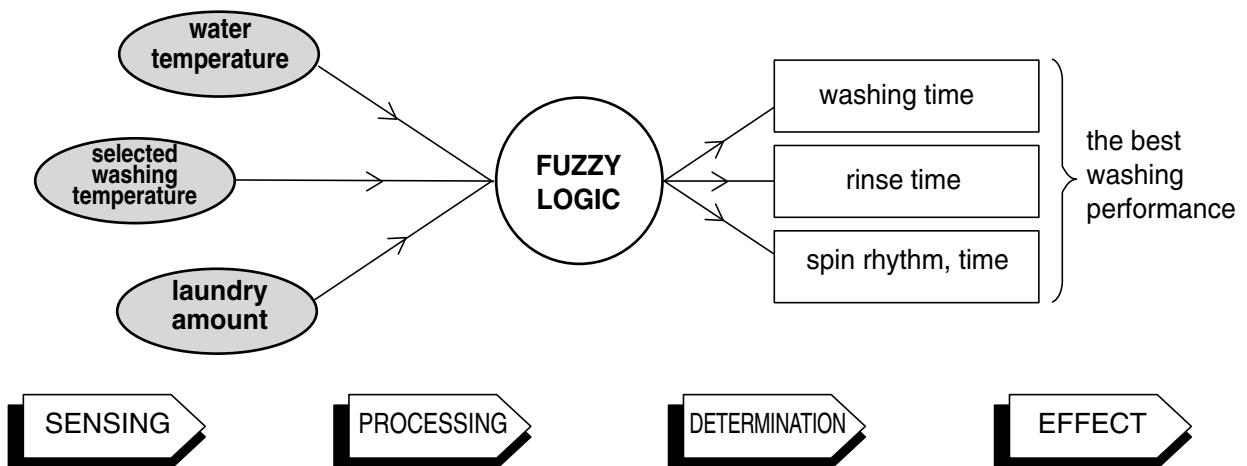 water
temperature
selected
washing
temperature
laundry
amount
FUZZY
LOGIC
washing time
rinse time
spin rhythm, time
the best
washing
performance
SENSING
PROCESSING
DETERMINATION
EFFECT